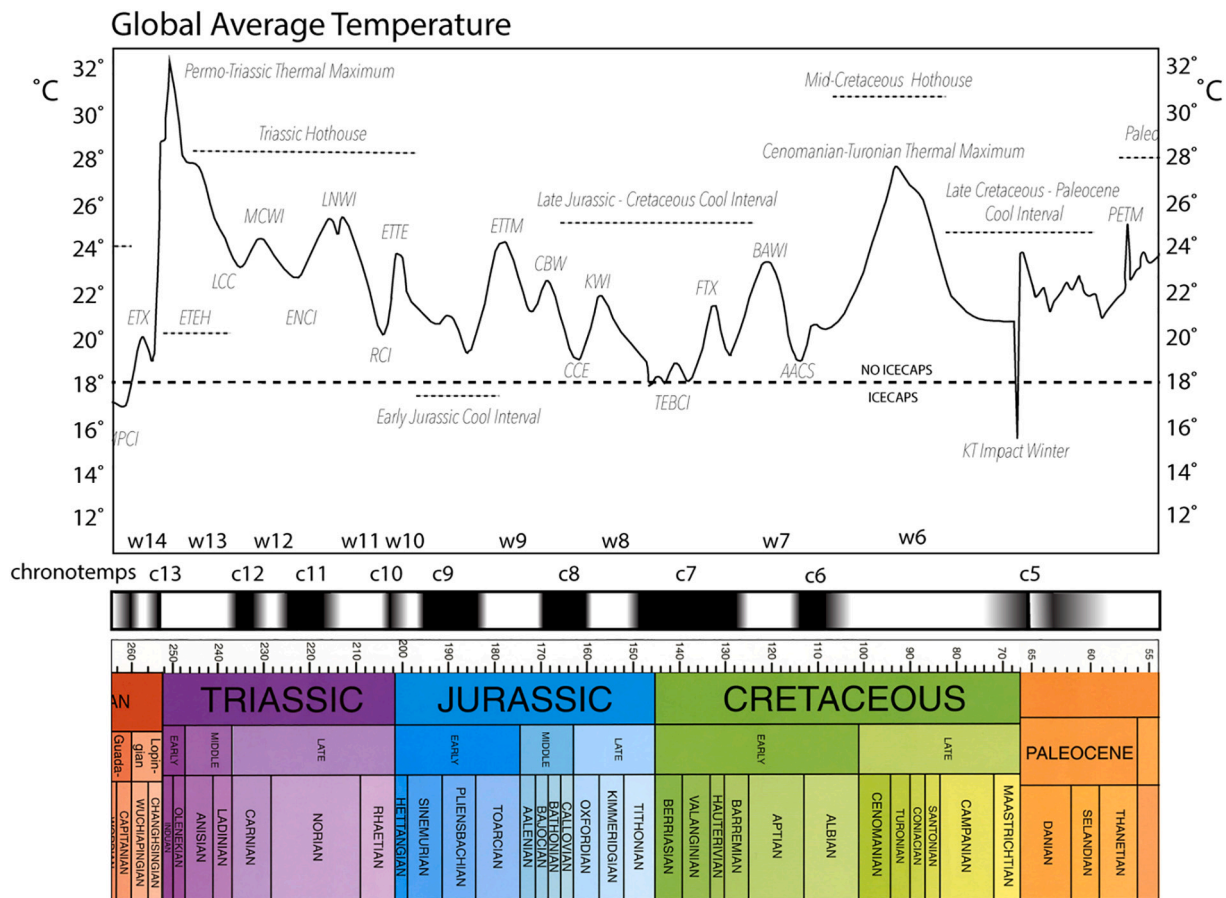 Global Average Temperature
°C
32°
30°
28°
26°
24°
22°
20°
18°
16°
14°
12°
°C
32°
30°
28°
26°
24°
22°
20°
18°
16°
14°
12°
Permo-Triassic Thermal Maximum
Mid-Cretaceous Hothouse
Triassic Hothouse
Paleo
Cenomanian-Turonian Thermal Maximum
Late Jurassic - Cretaceous Cool Interval
Late Cretaceous - Paleocene
Cool Interval
LNWI
MCWI
ETTE
ETTM
BAWI
PETM
LCC
CBW
KWI
FTX
ETX
ETEH
ENCI
RCI
CCE
AACS
TEBCI
NO ICECAPS
ICECAPS
Early Jurassic Cool Interval
MPCI
KT Impact Winter
w14 w13 w12 w11 w10 w9 w8 w7 w6
chronotemps c13 c12 c11 c10 c9 c8 c7 c6 c5
260 250 240 230 220 210 200 190 180 170 160 150 140 130 120 110 100 90 80 70 65 60 55
AN TRIASSIC JURASSIC CRETACEOUS
Guada- Lopin-
gian EARLY MIDDLE LATE EARLY MIDDLE LATE EARLY LATE PALEOCENE
CAPITANIAN WUCHIAPINGIAN CHANGHSINGIAN INDUAN OLENEKIAN ANISIAN LADINIAN CARNIAN NORIAN RHAETIAN HETTANGIAN SINEMURIAN PLIENSBACHIAN TOARCIAN AALENIAN BAJOCIAN BATHONIAN CALLOVIAN OXFORDIAN KIMMERIDGIAN TITHONIAN BERRIASIAN VALANGINIAN HAUTERIVIAN BARREMIAN APTIAN ALBIAN CENOMANIAN TURONIAN CONIACIAN SANTONIAN CAMPANIAN MAASTRICHTIAN DANIAN SELANDIAN THANETIAN